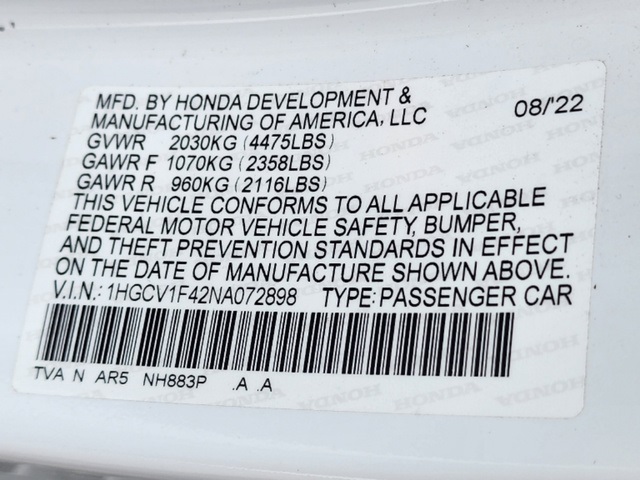 MFD. BY HONDA DEVELOPMENT &
MANUFACTURING OF AMERICA, LLC 08/'22
GVWR 2030KG (4475LBS)
GAWR F 1070KG (2358LBS)
GAWR R 960KG (2116LBS)
THIS VEHICLE CONFORMS TO ALL APPLICABLE
FEDERAL MOTOR VEHICLE SAFETY, BUMPER,
AND THEFT PREVENTION STANDARDS IN EFFECT
ON THE DATE OF MANUFACTURE SHOWN ABOVE.
V.I.N.: 1HGCV1F42NA072898 TYPE: PASSENGER CAR
TVA N AR5 NH883P .A .A